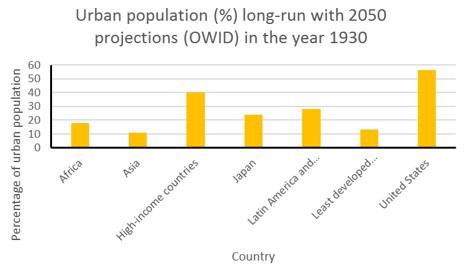 Urban population (%) long-run with 2050
projections (OWID) in the year 1930
Percentage of urban population
60
50
40
30
20
10
0
Africa
Asia
High-income countries
Japan
Latin America and...
Least developed...
United States
Country